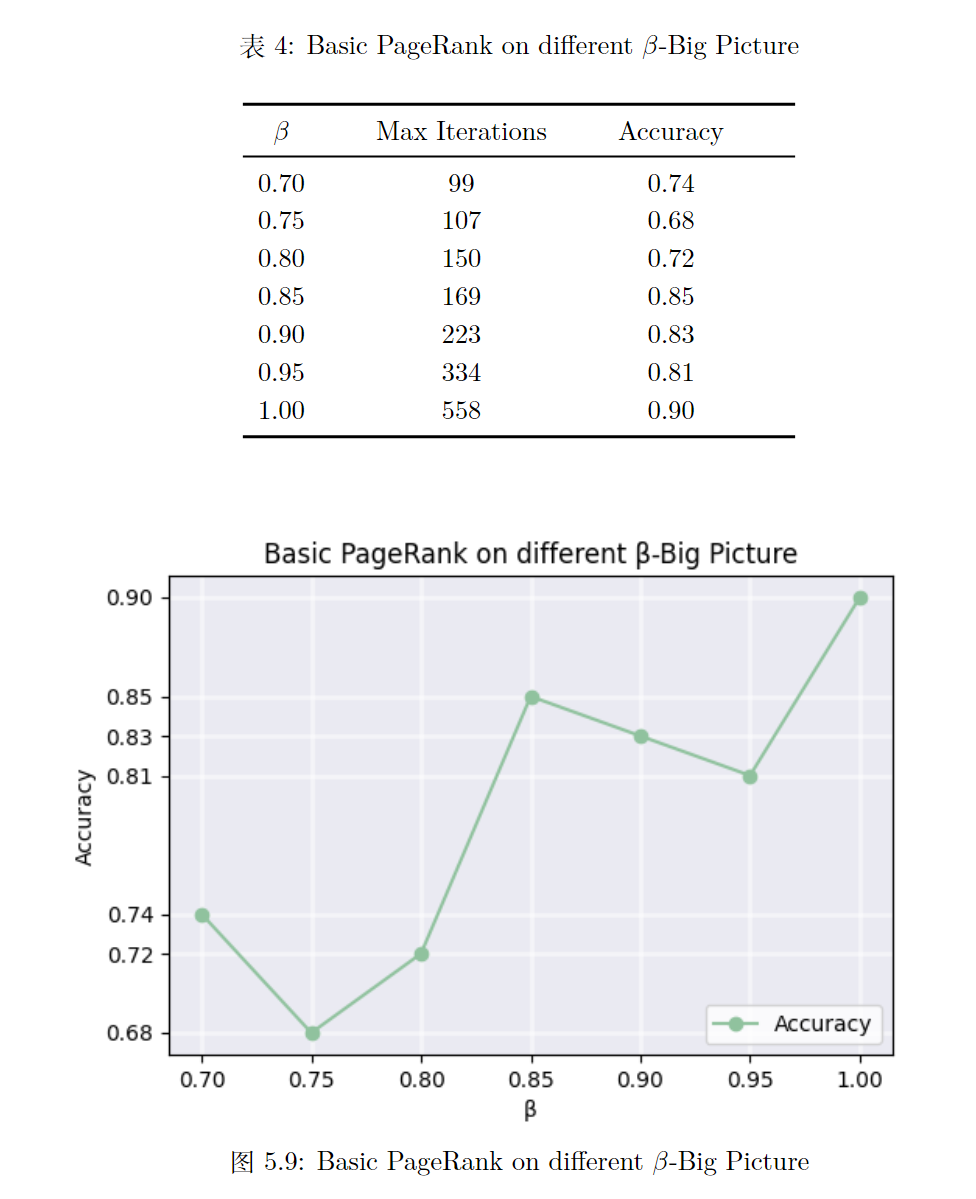 表 4: Basic PageRank on different β-Big Picture
β Max Iterations Accuracy
0.70 99 0.74
0.75 107 0.68
0.80 150 0.72
0.85 169 0.85
0.90 223 0.83
0.95 334 0.81
1.00 558 0.90
Basic PageRank on different β-Big Picture
0.90
0.85
0.83
0.81
0.74
0.72
0.68
Accuracy
Accuracy
0.70 0.75 0.80 0.85 0.90 0.95 1.00
β
图 5.9: Basic PageRank on different β-Big Picture